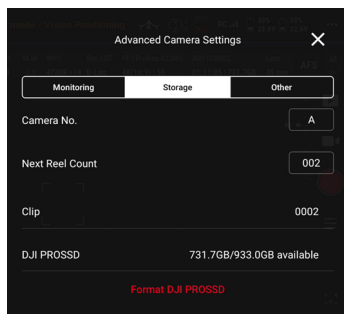 Advanced Camera Settings
Monitoring Storage Other
Camera No. A
Next Reel Count 002
Clip 0002
DJI PROSSD 731.7GB/933.0GB available
Format DJI PROSSD